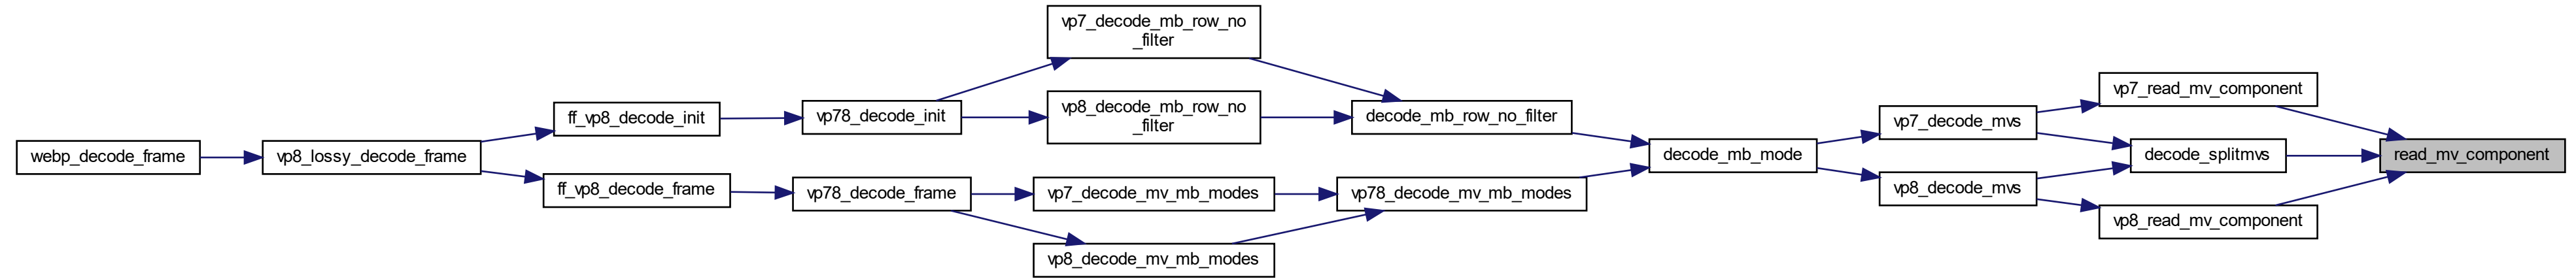 webp_decode_frame
vp8_lossy_decode_frame
ff_vp8_decode_init
ff_vp8_decode_frame
vp78_decode_init
vp78_decode_frame
vp7_decode_mb_row_no
_filter
vp8_decode_mb_row_no
_filter
vp7_decode_mv_mb_modes
vp8_decode_mv_mb_modes
decode_mb_row_no_filter
vp78_decode_mv_mb_modes
decode_mb_mode
vp7_decode_mvs
vp8_decode_mvs
vp7_read_mv_component
decode_splitmvs
vp8_read_mv_component
read_mv_component